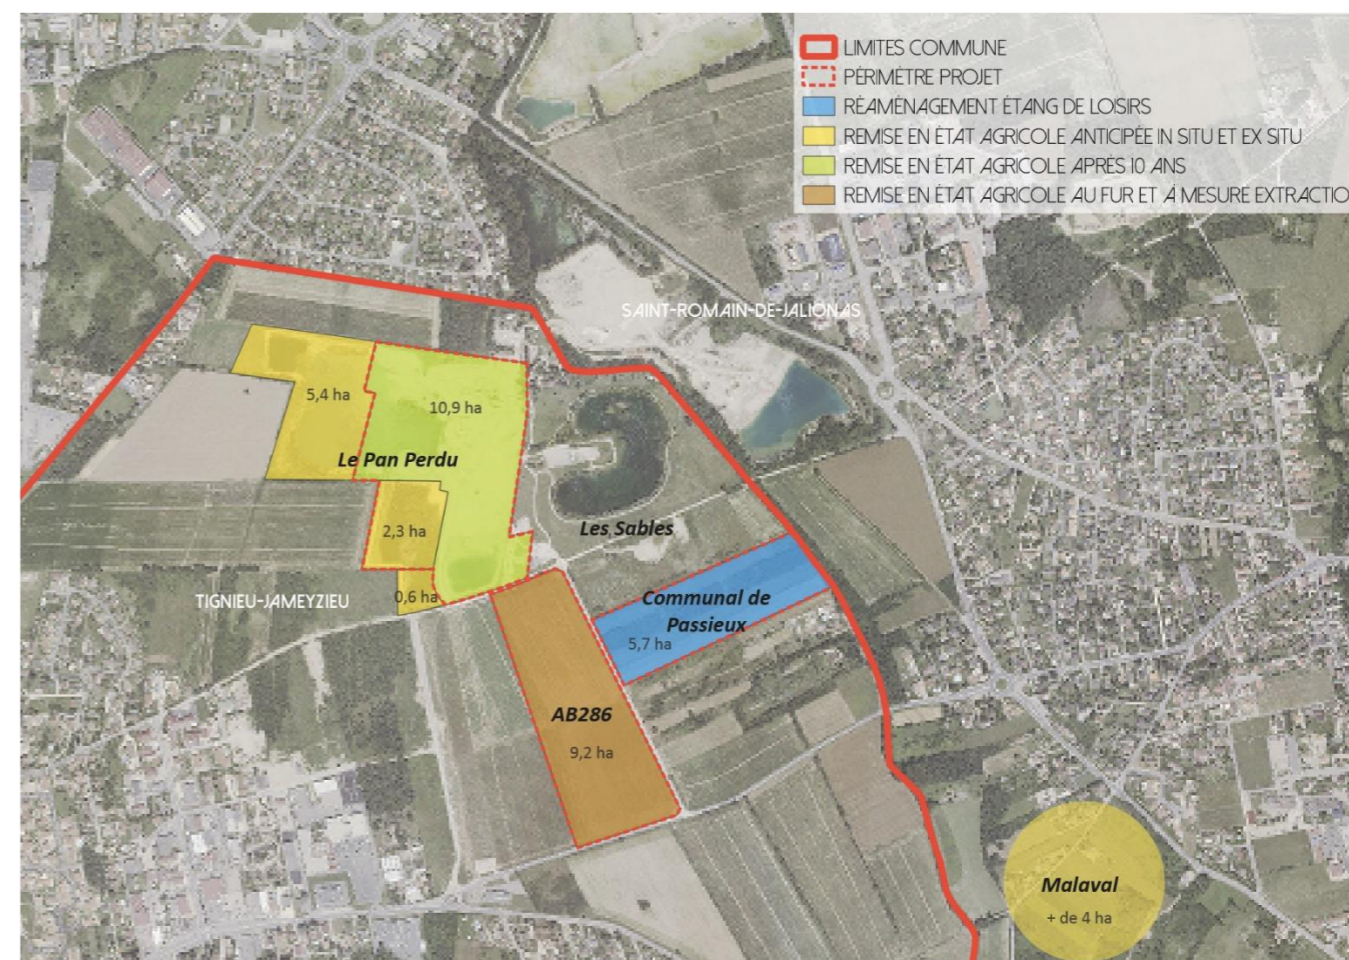 LIMITES COMMUNE
PÉRIMÈTRE PROJET
RÉAMÉNAGEMENT ÉTANG DE LOISIRS
REMISE EN ÉTAT AGRICOLE ANTICIPÉE IN SITU ET EX SITU
REMISE EN ÉTAT AGRICOLE APRÈS 10 ANS
REMISE EN ÉTAT AGRICOLE AU FUR ET À MESURE EXTRACTIO
SAINT-ROMAIN-DE-JALIONAS
5,4 ha
10,9 ha
Le Pan Perdu
2,3 ha
Les Sables
0,6 ha
TIGNIEU-JAMEYZIEU
Communal de
Passieux
5,7 ha
AB286
9,2 ha
Malaval
+ de 4 ha